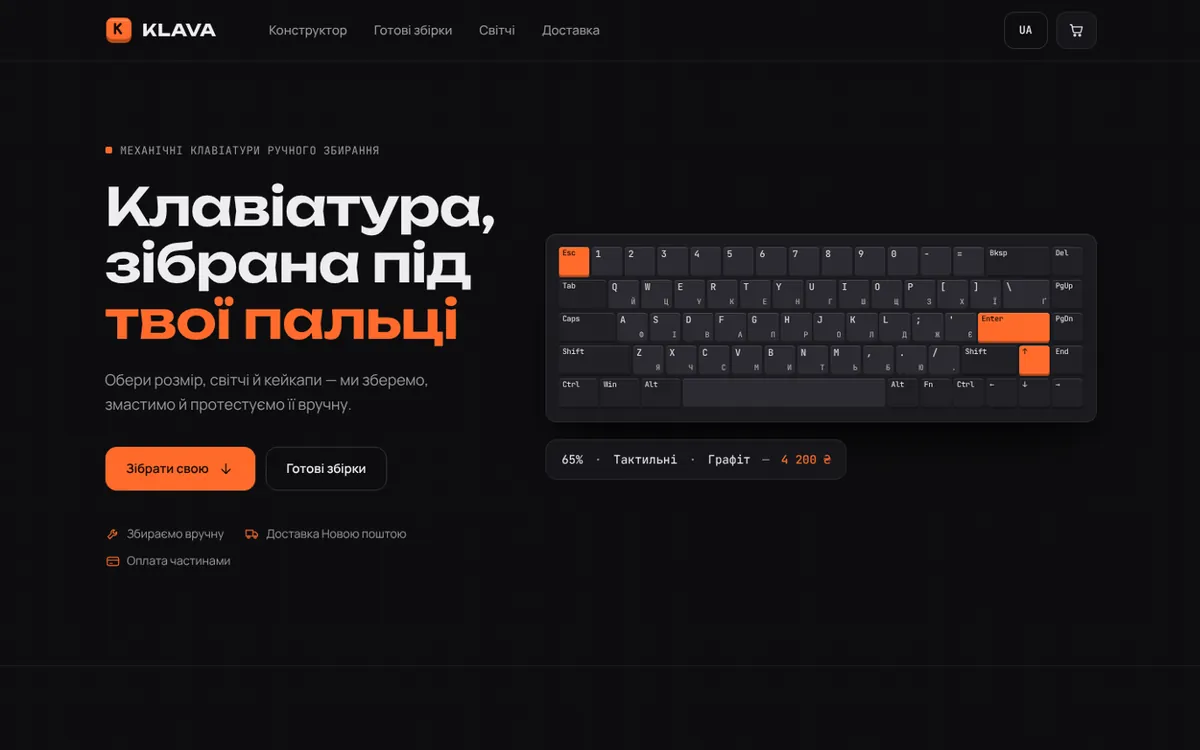 K KLAVA Конструктор Готові збірки Світчі Доставка UA
МЕХАНІЧНІ КЛАВІАТУРИ РУЧНОГО ЗБИРАННЯ
Клавіатура,
зібрана під
твої пальці
Обери розмір, світчі й кейкапи — ми зберемо,
змастимо й протестуємо її вручну.
Зібрати свою ↓ Готові збірки
Збираємо вручну Доставка Новою поштою
Оплата частинами
Esc 1 2 3 4 5 6 7 8 9 0 - = Bksp Del
Tab Q Й W Ц E У R К T Е Y Н U Г I Ш O Щ P З [ Х ] Ї \ Ґ PgUp
Caps A Ф S І D В F А G П H Р J О K Л L Д ; Ж ' Є Enter PgDn
Shift Z Я X Ч C С V М B И N Т M Ь , Б . Ю / . Shift ↑ End
Ctrl Win Alt Alt Fn Ctrl ← ↓ →
65% · Тактильні · Графіт — 4 200 ₴